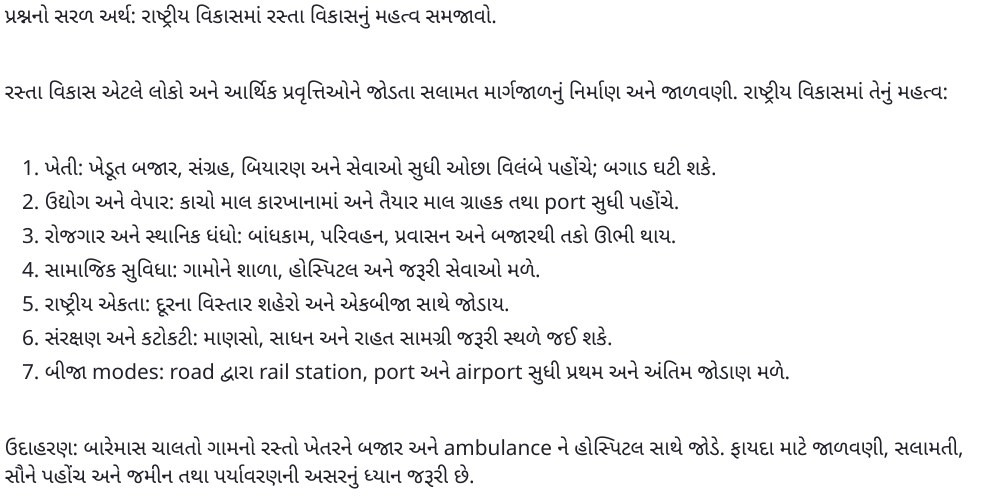 પ્રશ્નનો સરળ અર્થ: રાષ્ટ્રીય વિકાસમાં રસ્તા વિકાસનું મહત્વ સમજાવો.
રસ્તા વિકાસ એટલે લોકો અને આર્થિક પ્રવૃત્તિઓને જોડતા સલામત માર્ગજાળનું નિર્માણ અને જાળવણી. રાષ્ટ્રીય વિકાસમાં તેનું મહત્વ:
1. ખેતી: ખેડૂત બજાર, સંગ્રહ, બિયારણ અને સેવાઓ સુધી ઓછા વિલંબે પહોંચે; બગાડ ઘટી શકે.
2. ઉદ્યોગ અને વેપાર: કાચો માલ કારખાનામાં અને તૈયાર માલ ગ્રાહક તથા port સુધી પહોંચે.
3. રોજગાર અને સ્થાનિક ધંધો: બાંધકામ, પરિવહન, પ્રવાસન અને બજારથી તકો ઊભી થાય.
4. સામાજિક સુવિધા: ગામોને શાળા, હોસ્પિટલ અને જરૂરી સેવાઓ મળે.
5. રાષ્ટ્રીય એકતા: દૂરના વિસ્તાર શહેરો અને એકબીજા સાથે જોડાય.
6. સંરક્ષણ અને કટોકટી: માણસો, સાધન અને રાહત સામગ્રી જરૂરી સ્થળે જઈ શકે.
7. બીજા modes: road દ્વારા rail station, port અને airport સુધી પ્રથમ અને અંતિમ જોડાણ મળે.
ઉદાહરણ: બારેમાસ ચાલતો ગામનો રસ્તો ખેતરને બજાર અને ambulance ને હોસ્પિટલ સાથે જોડે. ફાયદા માટે જાળવણી, સલામતી,
સૌને પહોંચ અને જમીન તથા પર્યાવરણની અસરનું ધ્યાન જરૂરી છે.